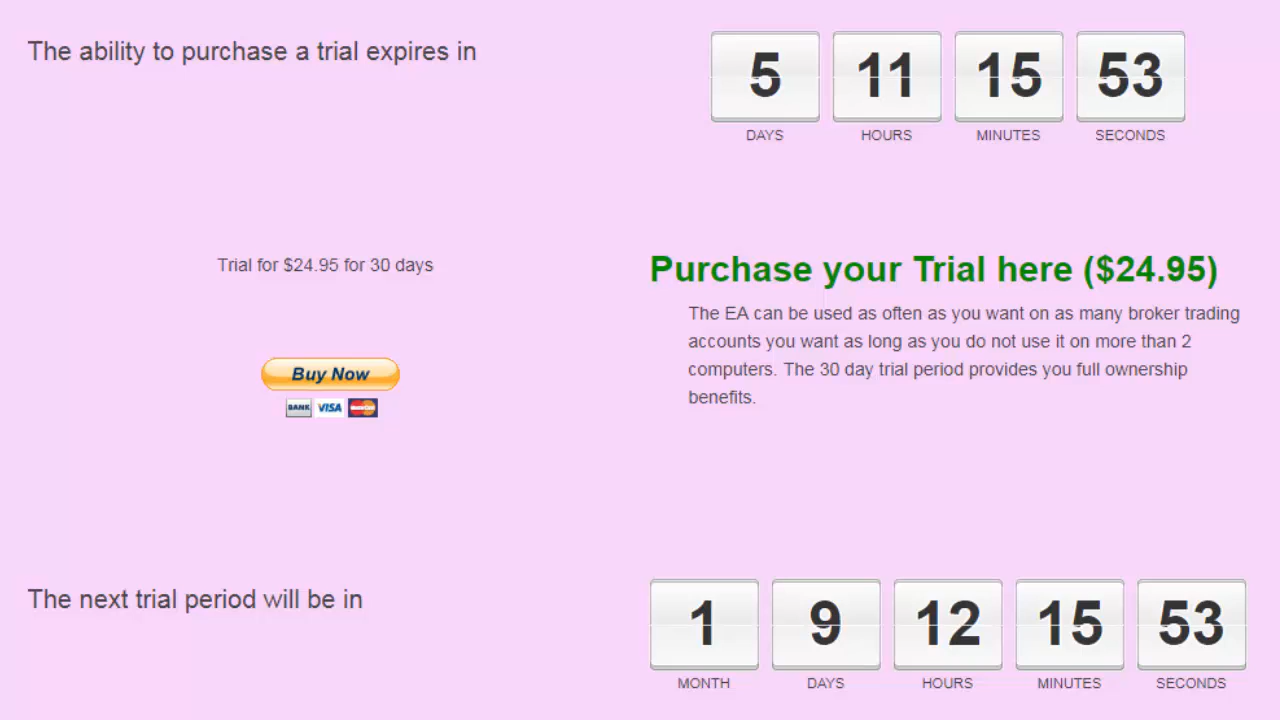 The ability to purchase a trial expires in
5 11 15 53
DAYS HOURS MINUTES SECONDS
Trial for $24.95 for 30 days
Purchase your Trial here ($24.95)
The EA can be used as often as you want on as many broker trading
accounts you want as long as you do not use it on more than 2
computers. The 30 day trial period provides you full ownership
benefits.
Buy Now
BANK VISA MasterCard
The next trial period will be in
1 9 12 15 53
MONTH DAYS HOURS MINUTES SECONDS